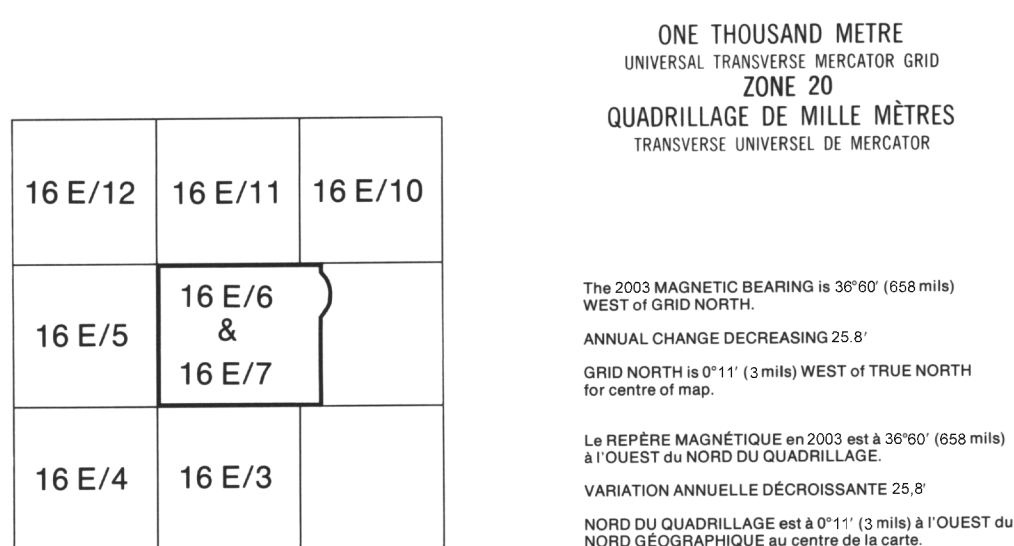 ONE THOUSAND METRE
UNIVERSAL TRANSVERSE MERCATOR GRID
ZONE 20
QUADRILLAGE DE MILLE MÈTRES
TRANSVERSE UNIVERSEL DE MERCATOR
16 E/12
16 E/11
16 E/10
16 E/5
16 E/6
&
16 E/7
16 E/4
16 E/3
The 2003 MAGNETIC BEARING is 36°60′ (658 mils)
WEST of GRID NORTH.
ANNUAL CHANGE DECREASING 25.8′
GRID NORTH is 0°11′ (3 mils) WEST of TRUE NORTH
for centre of map.
Le REPÈRE MAGNÉTIQUE en 2003 est à 36°60′ (658 mils)
à l'OUEST du NORD DU QUADRILLAGE.
VARIATION ANNUELLE DÉCROISSANTE 25,8′
NORD DU QUADRILLAGE est à 0°11′ (3 mils) à l'OUEST du
NORD GÉOGRAPHIQUE au centre de la carte.